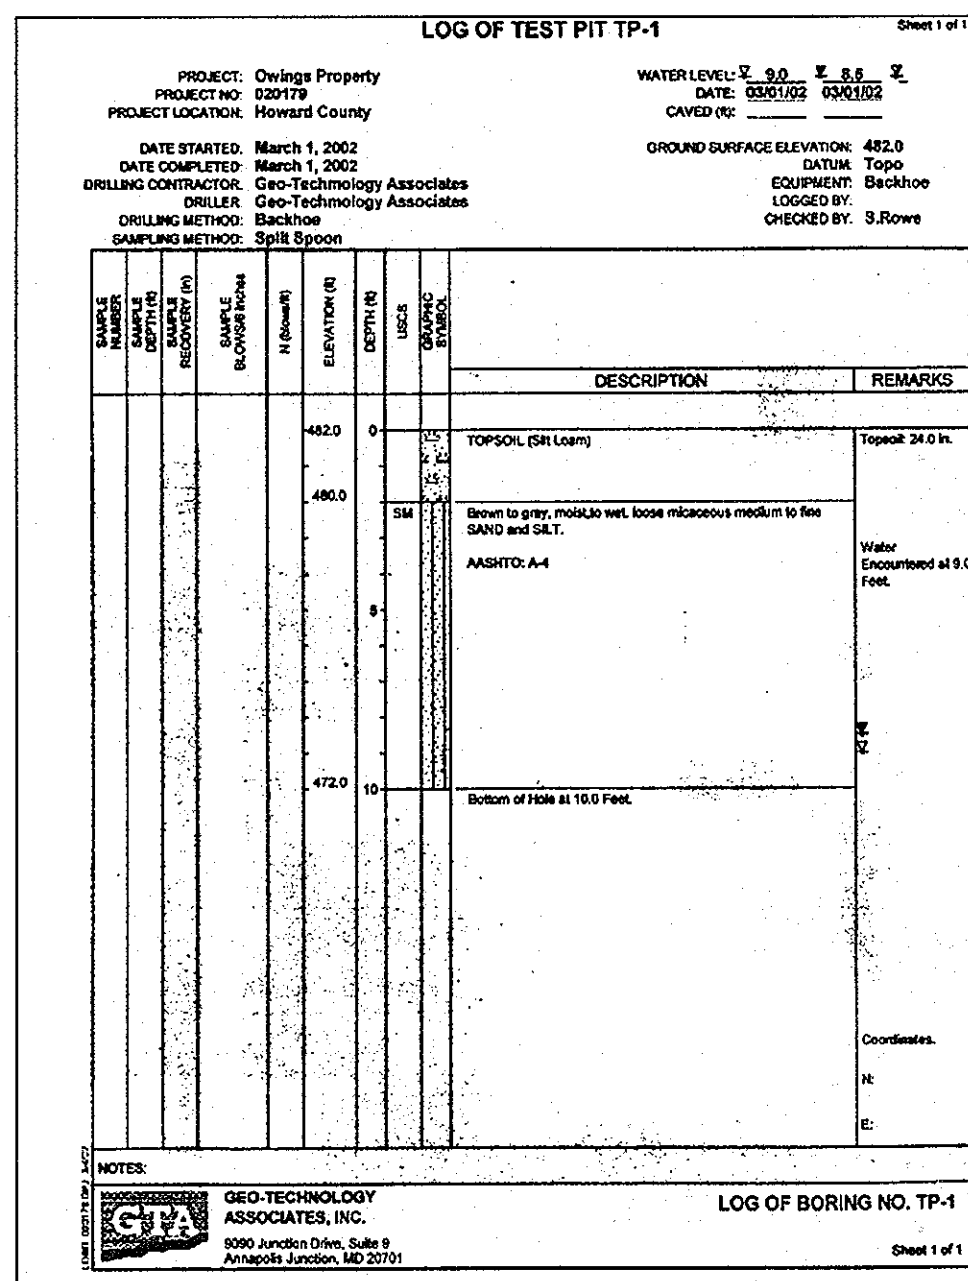 LOG OF TEST PIT TP-1
Sheet 1 of 1
PROJECT: Owings Property
PROJECT NO: 020179
PROJECT LOCATION: Howard County
WATER LEVEL: 9.0 8.5
DATE: 03/01/02 03/01/02
CAVED (ft):
DATE STARTED: March 1, 2002
DATE COMPLETED: March 1, 2002
DRILLING CONTRACTOR: Geo-Technology Associates
DRILLER: Geo-Technology Associates
DRILLING METHOD: Backhoe
SAMPLING METHOD: Split Spoon
GROUND SURFACE ELEVATION: 482.0
DATUM: Topo
EQUIPMENT: Backhoe
LOGGED BY:
CHECKED BY: S.Rowe
SAMPLE NUMBER
SAMPLE DEPTH (ft)
SAMPLE RECOVERY (in)
SAMPLE BLOWS/6 inches
N (blows/ft)
ELEVATION (ft)
DEPTH (ft)
USCS
GRAPHIC SYMBOL
DESCRIPTION
REMARKS
482.0 0
TOPSOIL (Silt Loam)
Topsoil: 24.0 in.
480.0
SM
Brown to gray, moist,to wet, loose micaceous medium to fine
SAND and SILT.
AASHTO: A-4
Water
Encountered at 9.0
Feet.
5
472.0 10
Bottom of Hole at 10.0 Feet.
Coordinates.
N:
E:
NOTES:
GTA
GEO-TECHNOLOGY
ASSOCIATES, INC.
9090 Junction Drive, Suite 9
Annapolis Junction, MD 20701
LOG OF BORING NO. TP-1
Sheet 1 of 1